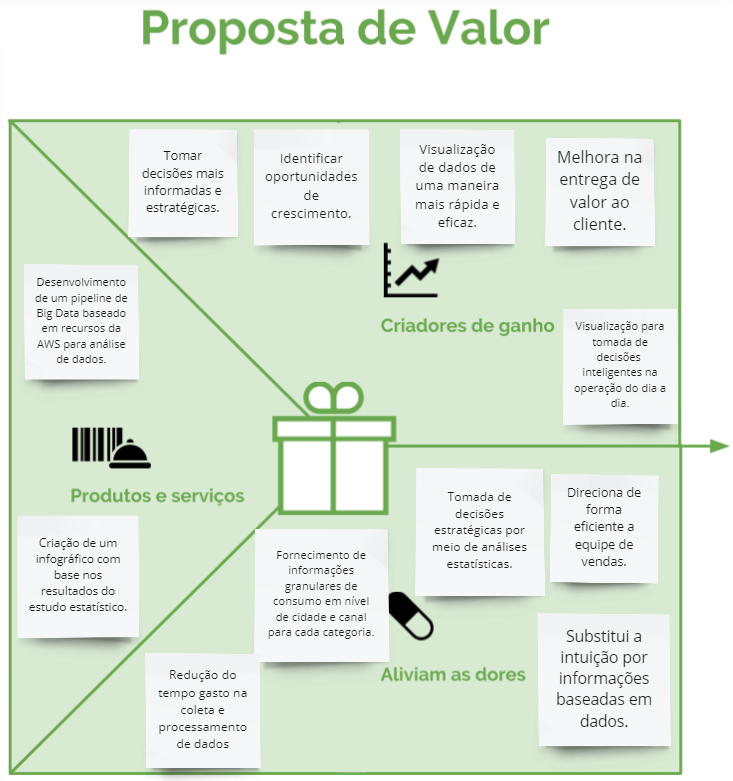 Proposta de Valor
Tomar
decisões mais
informadas e
estratégicas.
Identificar
oportunidades
de
crescimento.
Visualização
de dados de
uma maneira
mais rápida e
eficaz.
Melhora na
entrega de
valor ao
cliente.
Desenvolvimento
de um pipeline de
Big Data baseado
em recursos da
AWS para análise
de dados.
Criadores de ganho
Visualização para
tomada de
decisões
inteligentes na
operação do dia a
dia.
Produtos e serviços
Criação de um
infográfico com
base nos
resultados do
estudo estatístico.
Tomada de
decisões
estratégicas por
meio de análises
estatísticas.
Direciona de
forma
eficiente a
equipe de
vendas.
Fornecimento de
informações
granulares de
consumo em nível
de cidade e canal
para cada categoria.
Aliviam as dores
Substitui a
intuição por
informações
baseadas em
dados.
Redução do
tempo gasto na
coleta e
processamento
de dados